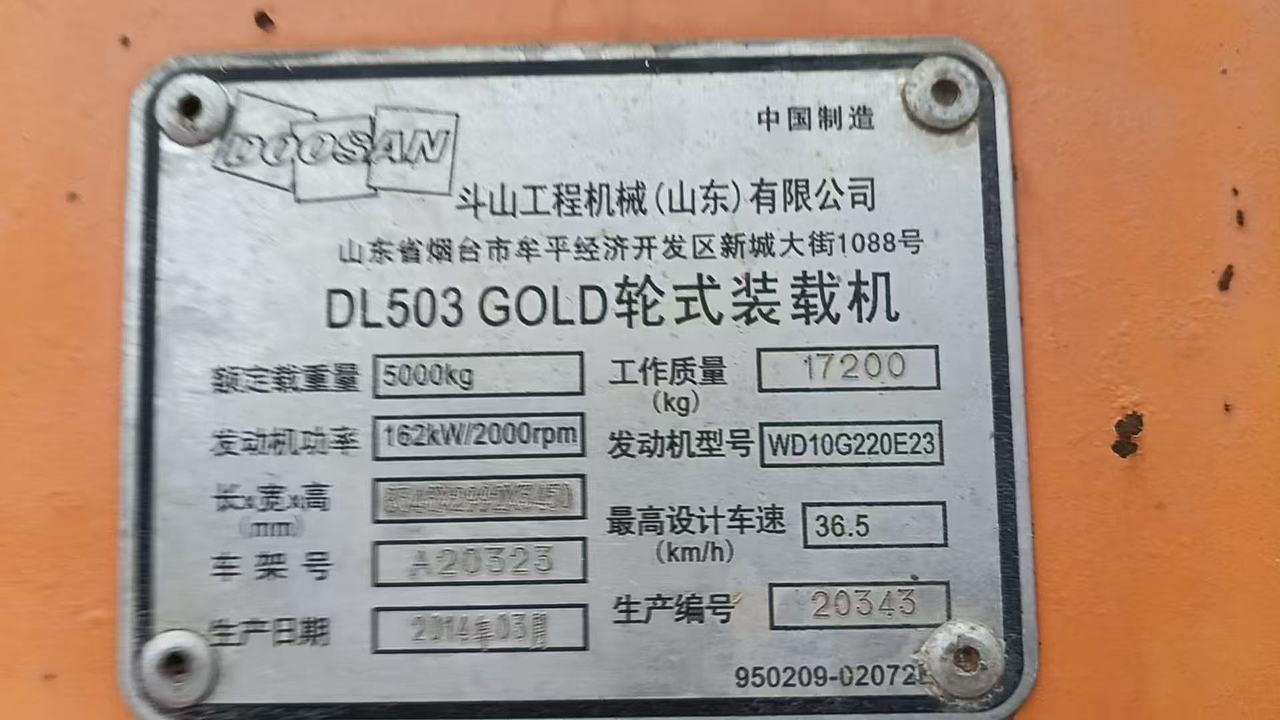 DOOSAN
中国制造
斗山工程机械(山东)有限公司
山东省烟台市牟平经济开发区新城大街1088号
DL503 GOLD轮式装载机
额定载重量 5000kg 工作质量 (kg) 17200
发动机功率 162kW/2000rpm 发动机型号 WD10G220E23
长x宽x高 (mm) 最高设计车速 (km/h) 36.5
车架号 A20323
生产日期 2014年03月 生产编号 20343
950209-02072